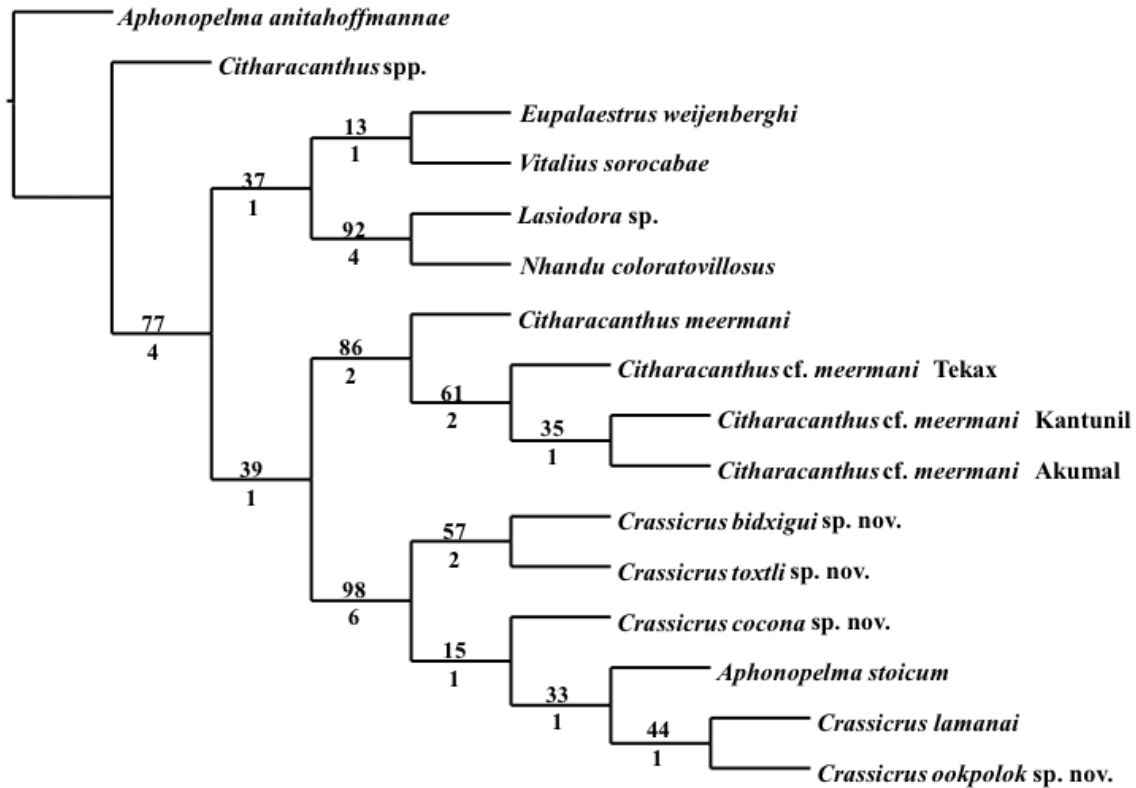 Aphonopelma anitahoffmannae
Citharacanthus spp.
Eupalaestrus weijenberghi
13
1
Vitalius sorocabae
37
1
Lasiodora sp.
92
4
Nhandu coloratovillosus
Citharacanthus meermani
77
4
86
2
Citharacanthus cf. meermani Tekax
61
2
Citharacanthus cf. meermani Kantunil
35
1
Citharacanthus cf. meermani Akumal
39
1
Crassicrus bidxigui sp. nov.
57
2
Crassicrus toxtli sp. nov.
98
6
Crassicrus cocona sp. nov.
15
1
Aphonopelma stoicum
33
1
Crassicrus lamanai
44
1
Crassicrus ookpolok sp. nov.